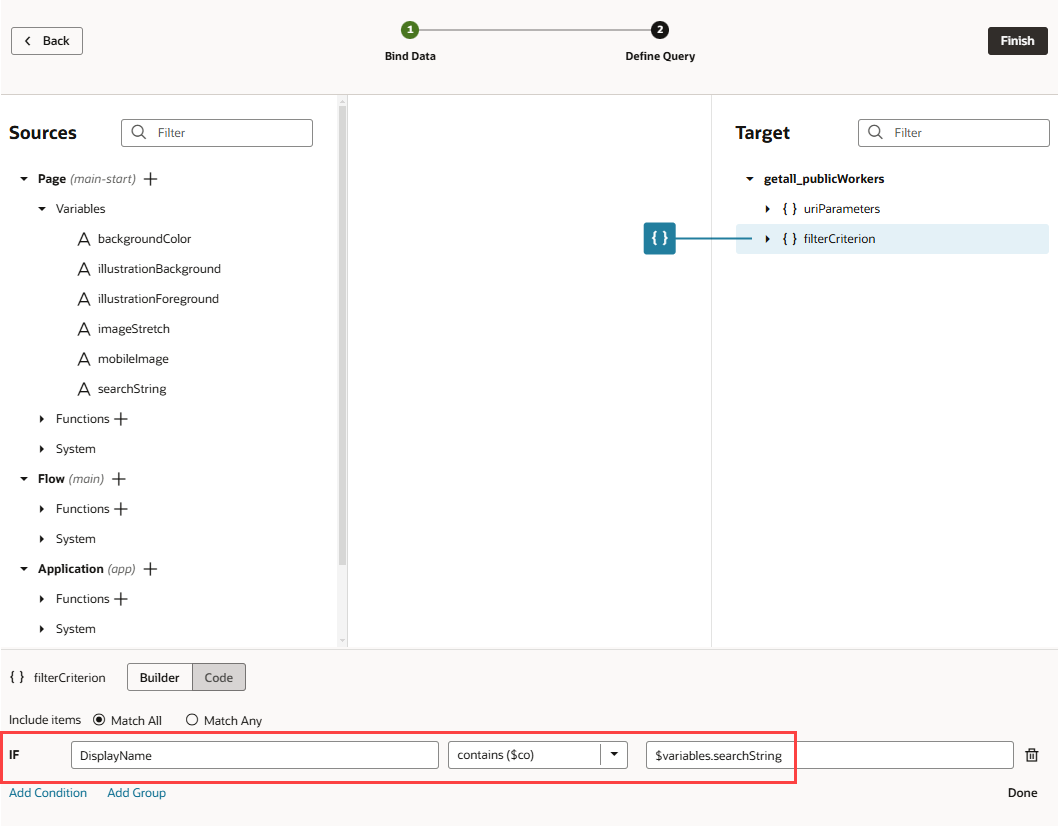 Back
1
2
Bind Data
Define Query
Finish
Sources
Filter
Page (main-start)
Variables
backgroundColor
illustrationBackground
illustrationForeground
imageStretch
mobileImage
searchString
Functions
System
Flow (main)
Functions
System
Application (app)
Functions
System
Target
Filter
getall_publicWorkers
{ } uriParameters
{ }
{ } filterCriterion
{ } filterCriterion
Builder
Code
Include items
Match All
Match Any
IF
DisplayName
contains ($co)
$variables.searchString
Add Condition
Add Group
Done